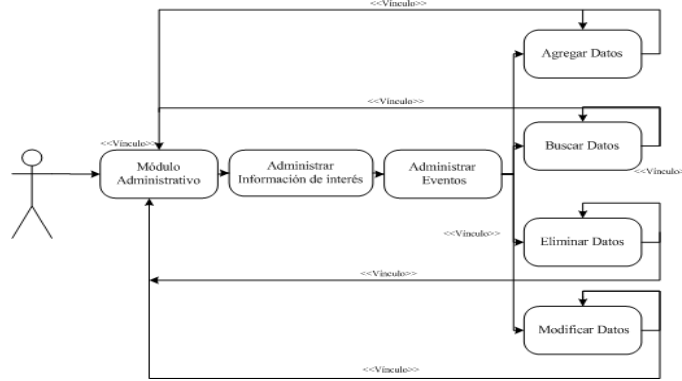 <<Vínculo>>
Agregar Datos
<<Vínculo>>
<<Vínculo>>
Buscar Datos
Módulo
Administrativo
Administrar
Información de interés
Administrar
Eventos
<<Vínculo>>
<<Vínculo>>
Eliminar Datos
<<Vínculo>>
Modificar Datos
<<Vínculo>>